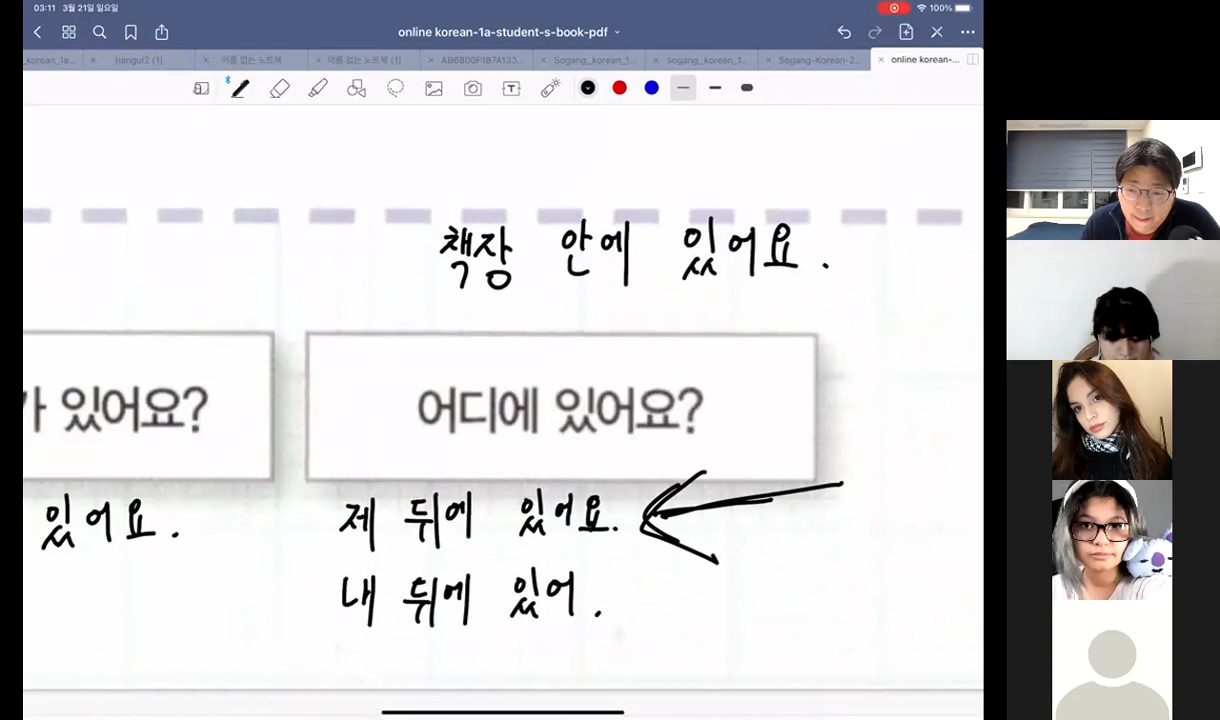 03:11 3월 21일 일요일
100%
online korean-1a-student-s-book-pdf
_korean_1a...
hangul2 (1)
이름 없는 노트북
이름 없는 노트북 (1)
AB6B00F1B7A133...
Sogang_korean_1...
sogang_korean_1...
Sogang-Korean-2...
online korean-...
책장 안에 있어요.
가 있어요?
어디에 있어요?
있어요.
제 뒤에 있어요.
내 뒤에 있어.